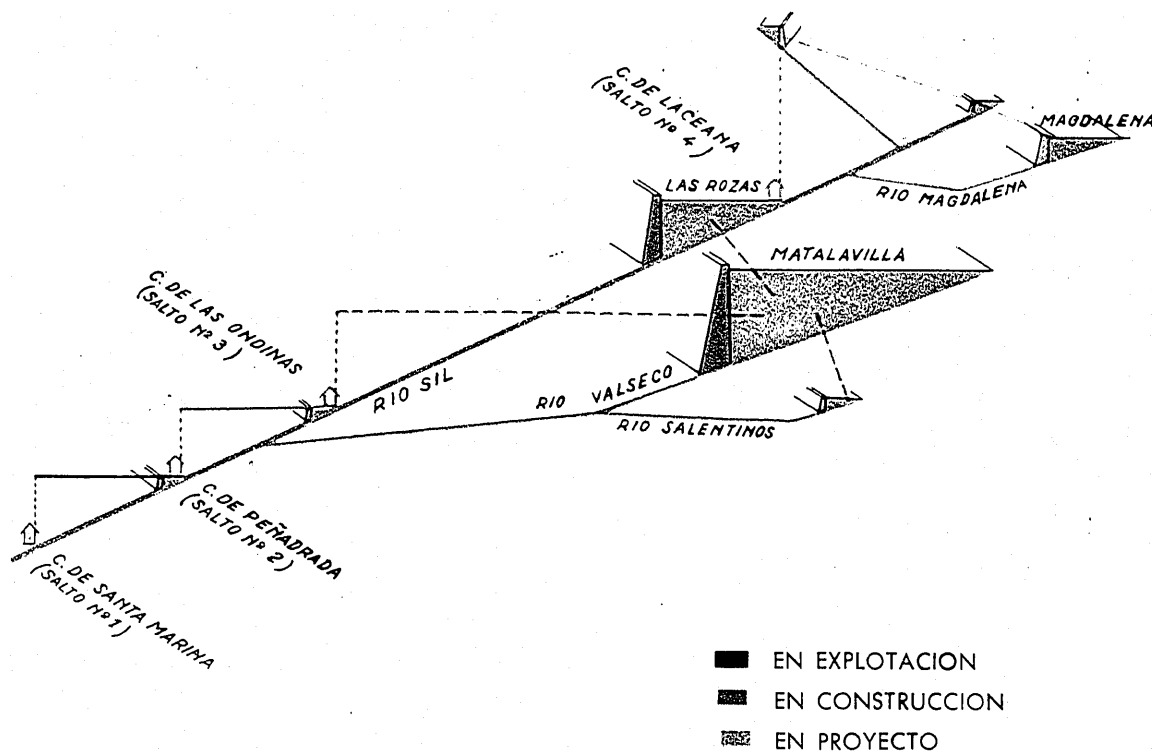 C. DE LACEANA
(SALTO Nº 4)
MAGDALENA
RIO MAGDALENA
LAS ROZAS
MATALAVILLA
C. DE LAS ONDINAS
(SALTO Nº 3)
RIO SIL
RIO VALSECO
RIO SALENTINOS
C. DE PEÑADRADA
(SALTO Nº 2)
C. DE SANTA MARINA
(SALTO Nº 1)
EN EXPLOTACION
EN CONSTRUCCION
EN PROYECTO